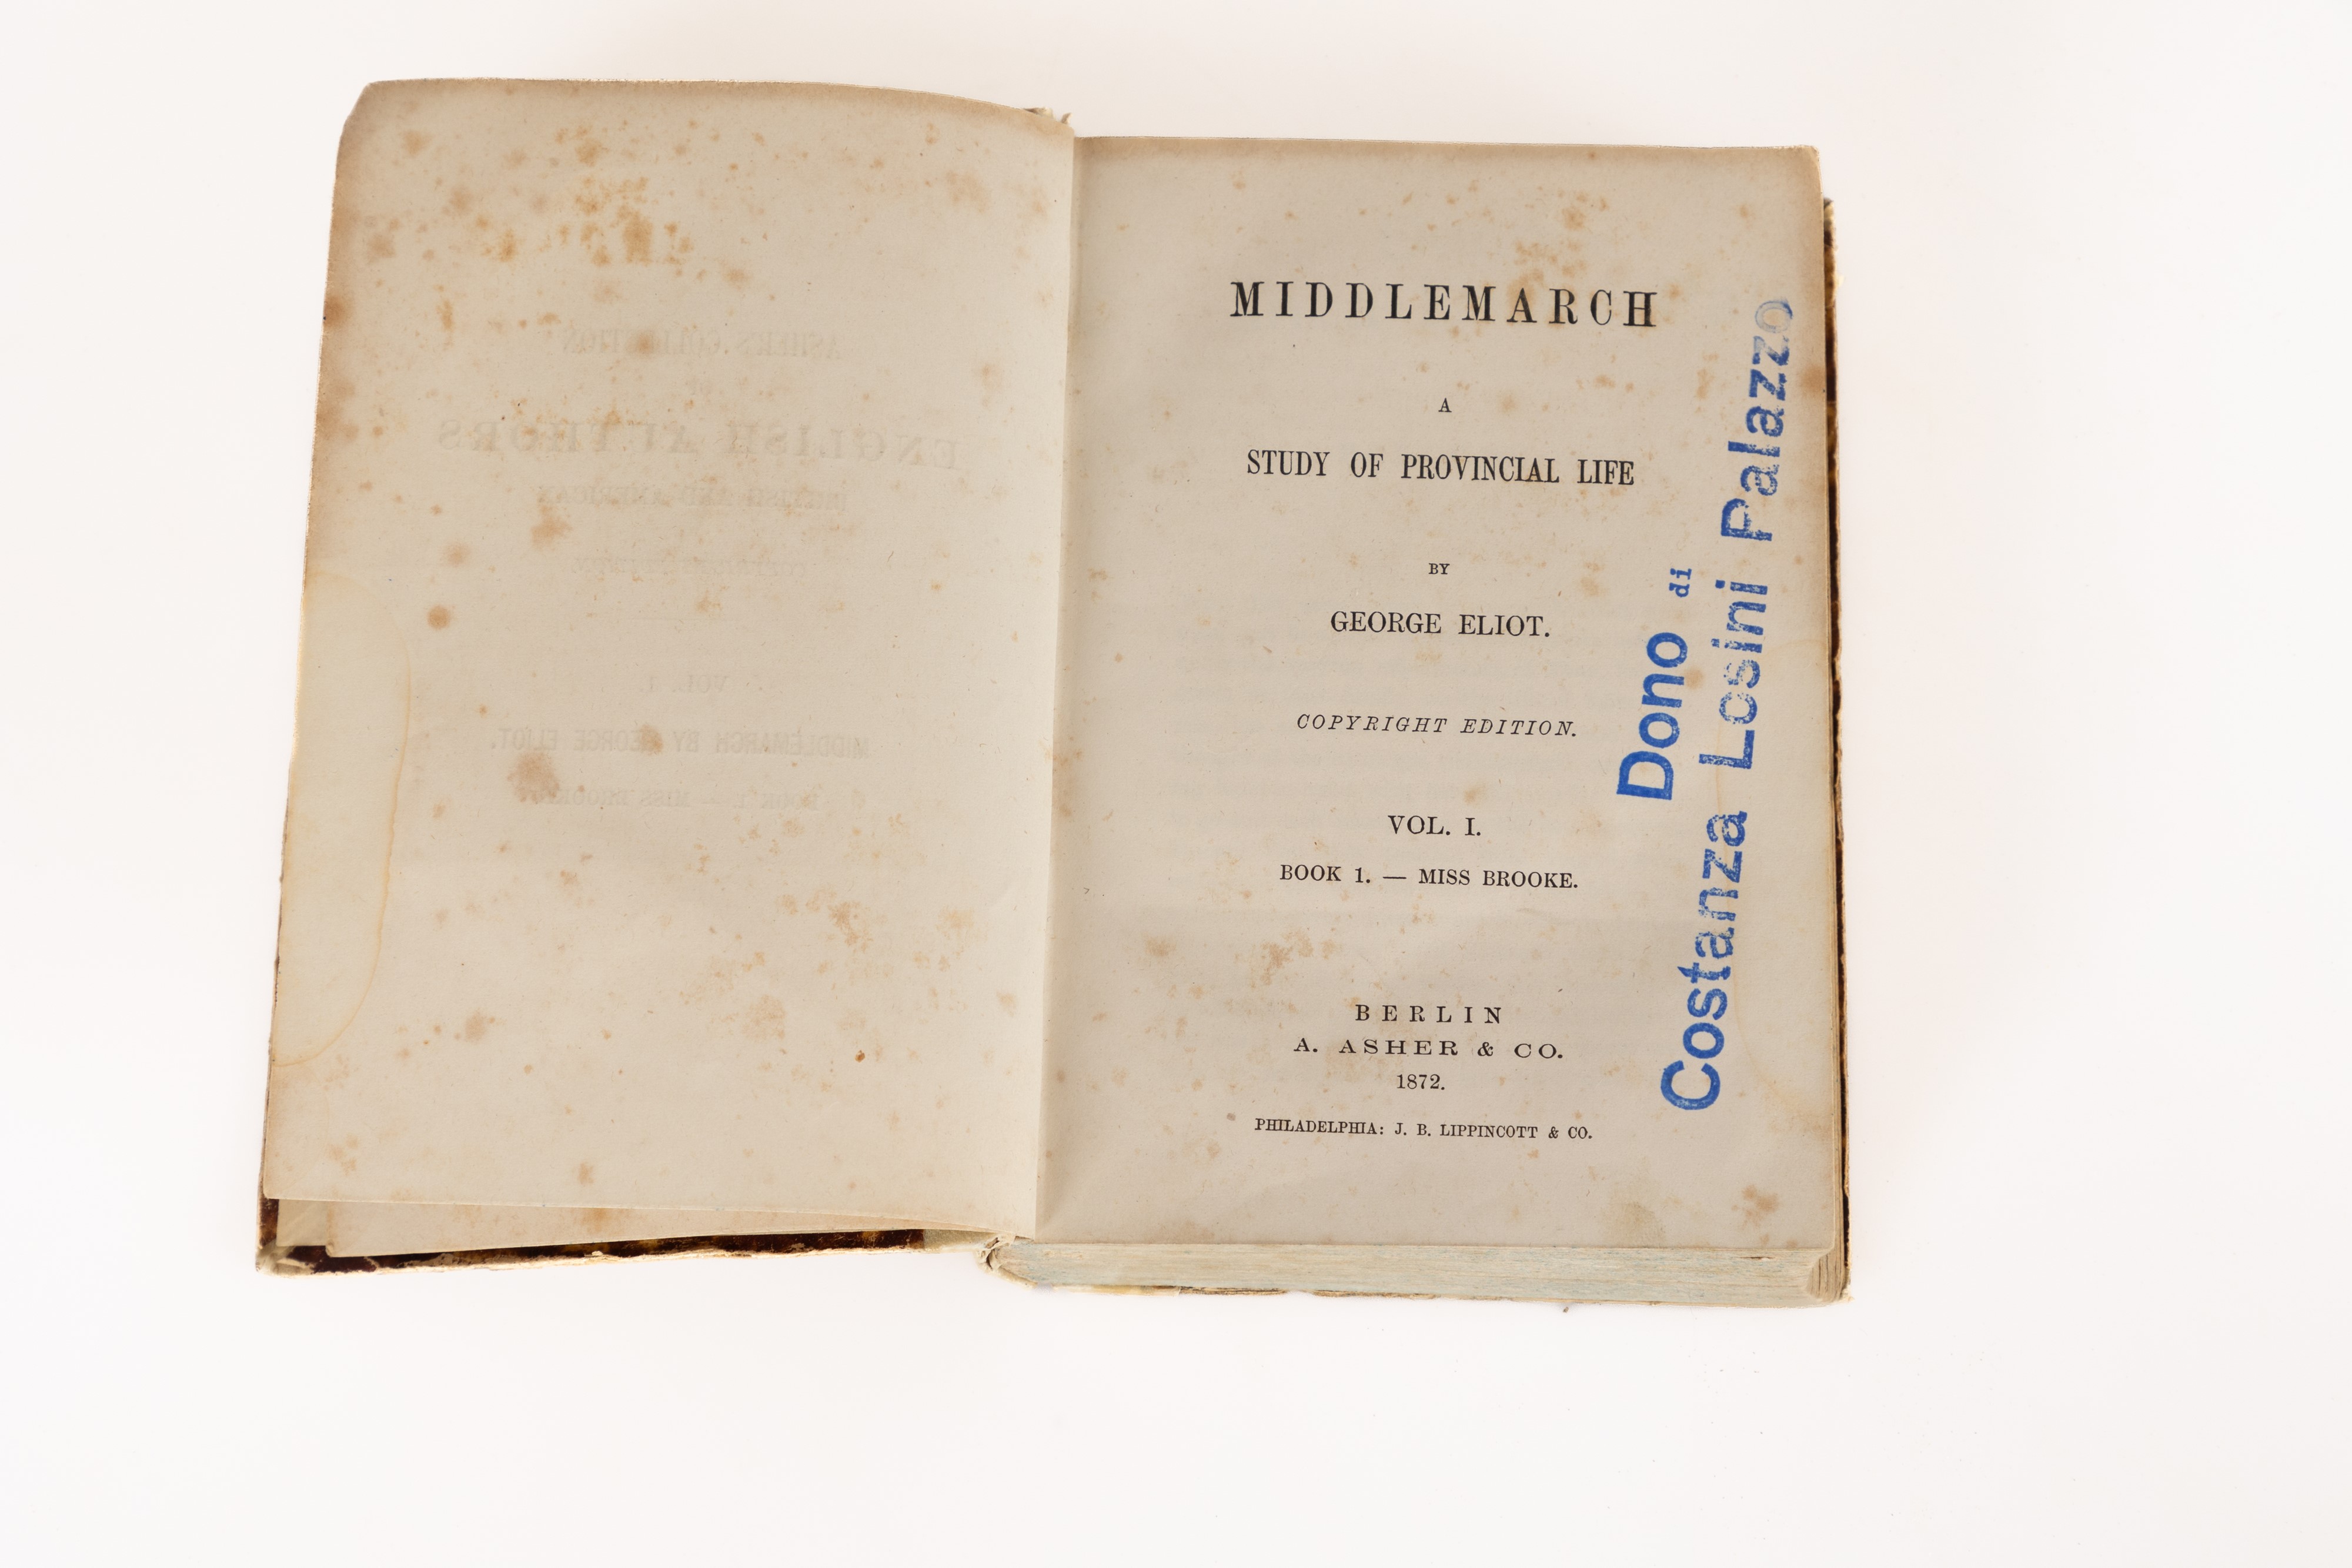 MIDDLEMARCH
A
STUDY OF PROVINCIAL LIFE
BY
GEORGE ELIOT.
COPYRIGHT EDITION.
VOL. I.
BOOK 1. — MISS BROOKE.
BERLIN
A. ASHER & CO.
1872.
PHILADELPHIA: J. B. LIPPINCOTT & CO.
Dono di
Costanza Losini Palazzo